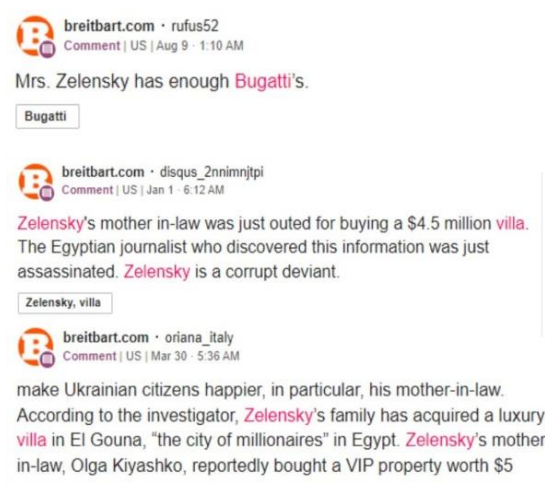 breitbart.com · rufus52
Comment | US | Aug 9 · 1:10 AM
Mrs. Zelensky has enough Bugatti's.
Bugatti
breitbart.com · disqus_2nnimnjtpi
Comment | US | Jan 1 · 6:12 AM
Zelensky's mother in-law was just outed for buying a $4.5 million villa.
The Egyptian journalist who discovered this information was just
assassinated. Zelensky is a corrupt deviant.
Zelensky, villa
breitbart.com · oriana_italy
Comment | US | Mar 30 · 5:36 AM
make Ukrainian citizens happier, in particular, his mother-in-law.
According to the investigator, Zelensky's family has acquired a luxury
villa in El Gouna, “the city of millionaires” in Egypt. Zelensky's mother
in-law, Olga Kiyashko, reportedly bought a VIP property worth $5